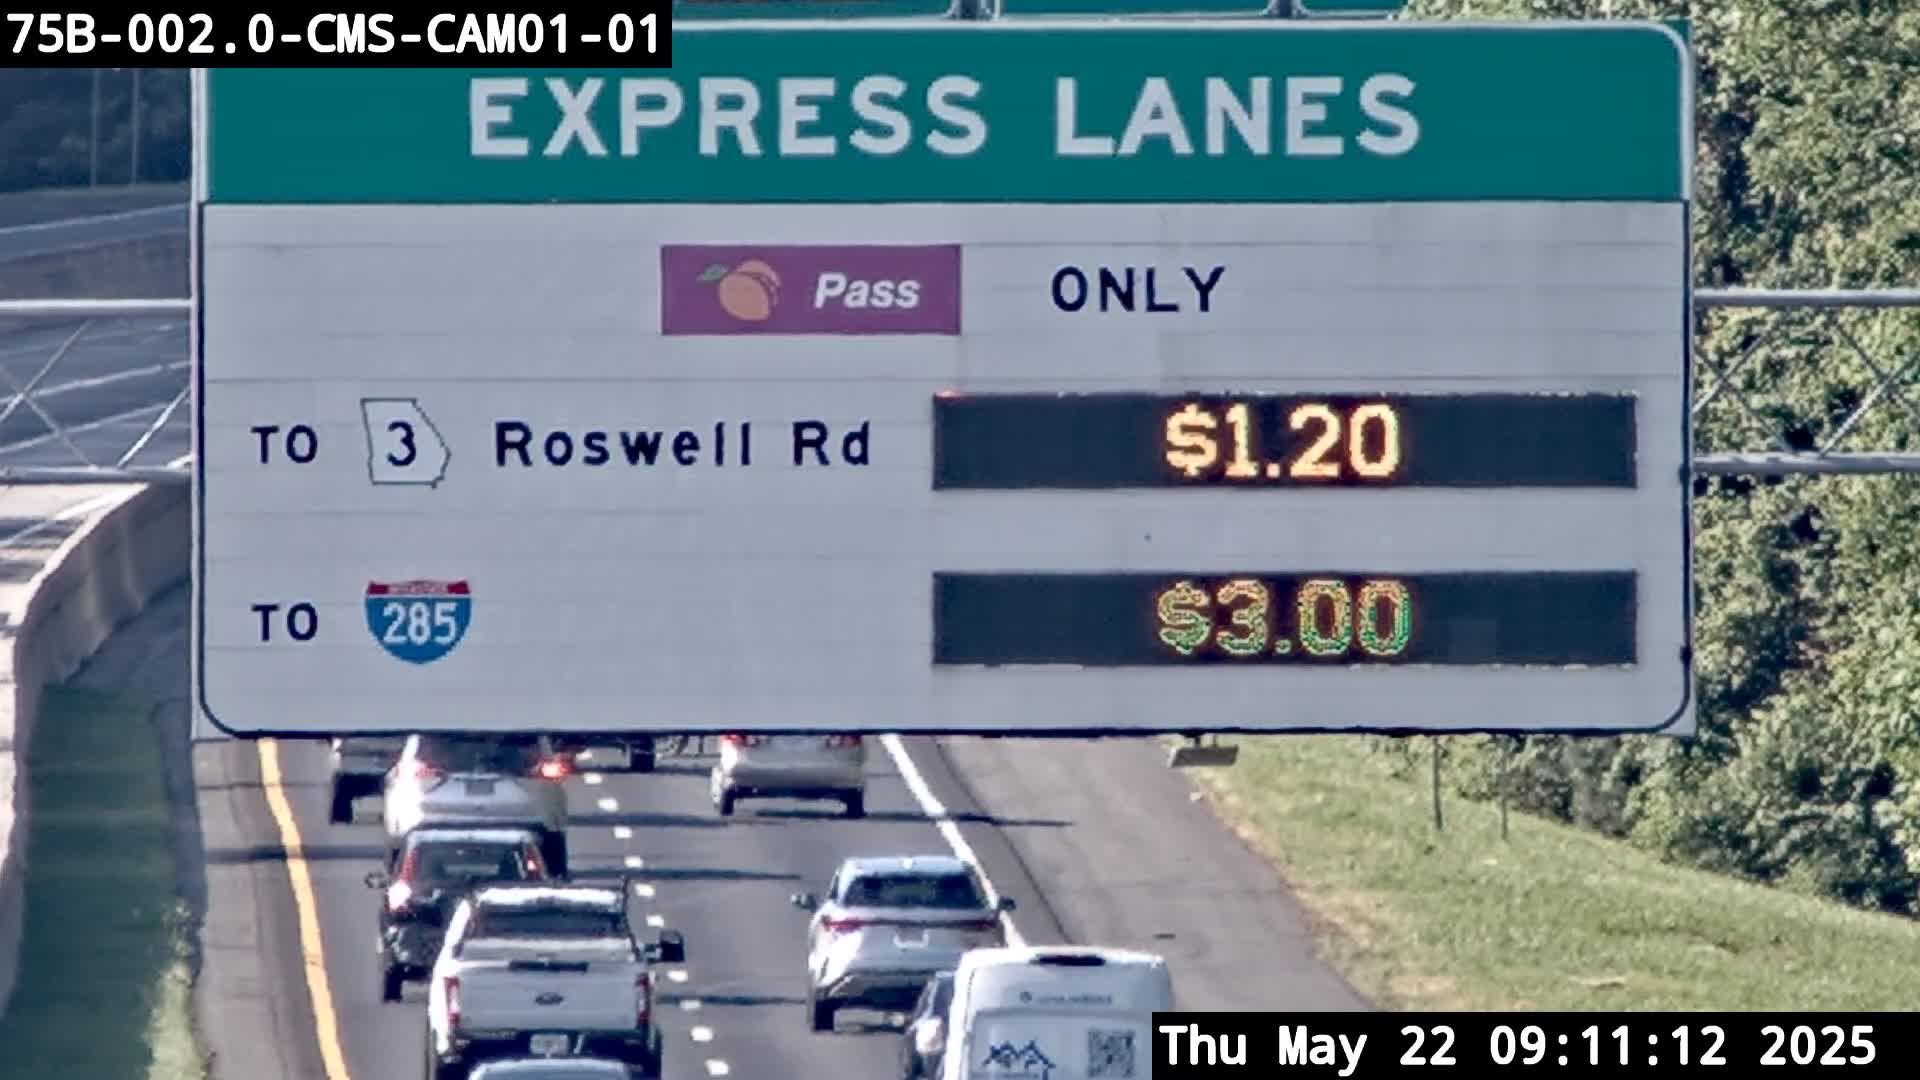 75B-002.0-CMS-CAM01-01
EXPRESS LANES
Pass ONLY
TO 3 Roswell Rd $1.20
TO 285 $3.00
Thu May 22 09:11:12 2025